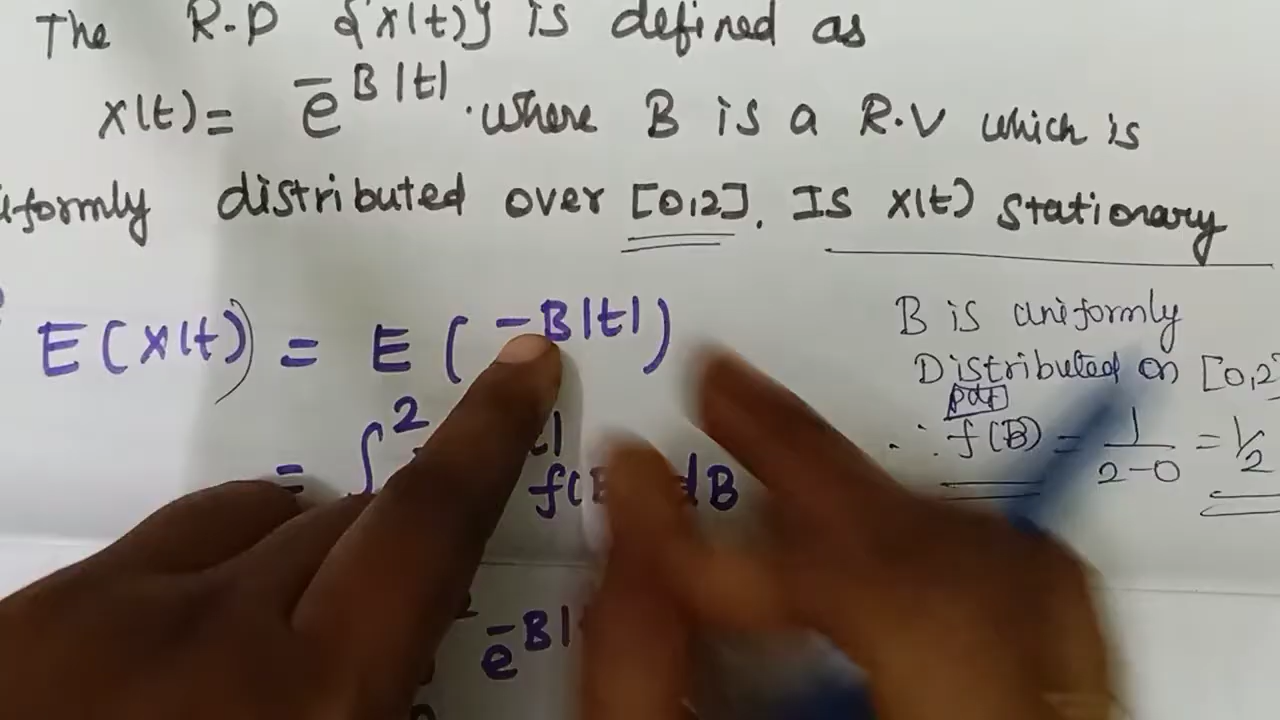 The R.P {X(t)} is defined as
X(t) = e^-B|t| . where B is a R.V which is
iformly distributed over [0,2]. Is X(t) stationary
E(X(t)) = E( -B|t|)
= ∫ 2 f(B) dB
e^-B|
B is uniformly
Distributed on [0,2]
pdf
∴ f(B) = 1/2-0 = 1/2